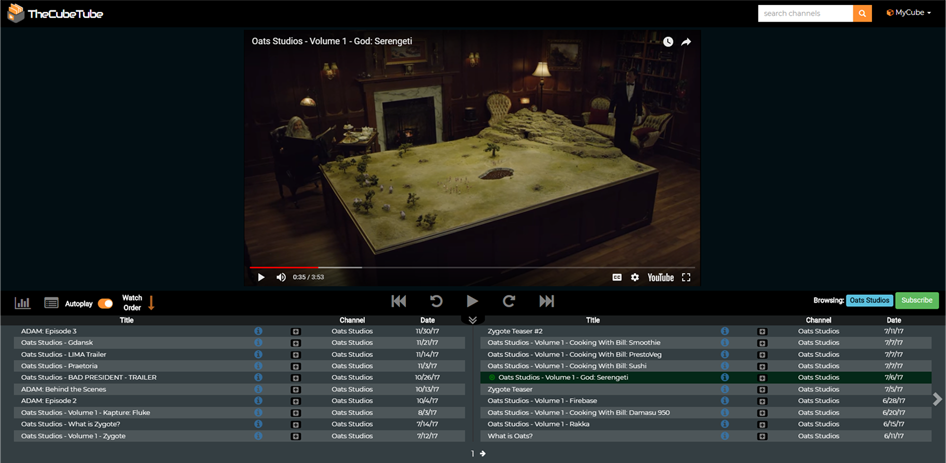 TheCubeTube
search channels
MyCube
Oats Studios - Volume 1 - God: Serengeti
0:35 / 3:53
CC
YouTube
Autoplay
Watch
Order
Browsing: Oats Studios Subscribe
Title Channel Date
ADAM: Episode 3 Oats Studios 11/30/17
Oats Studios - Gdansk Oats Studios 11/21/17
Oats Studios - LIMA Trailer Oats Studios 11/14/17
Oats Studios - Praetoria Oats Studios 11/3/17
Oats Studios - BAD PRESIDENT - TRAILER Oats Studios 10/26/17
ADAM: Behind the Scenes Oats Studios 10/13/17
ADAM: Episode 2 Oats Studios 10/4/17
Oats Studios - Volume 1 - Kapture: Fluke Oats Studios 8/3/17
Oats Studios - What is Zygote? Oats Studios 7/14/17
Oats Studios - Volume 1 - Zygote Oats Studios 7/12/17
Title Channel Date
Zygote Teaser #2 Oats Studios 7/11/17
Oats Studios - Volume 1 - Cooking With Bill: Smoothie Oats Studios 7/7/17
Oats Studios - Volume 1 - Cooking With Bill: PrestoVeg Oats Studios 7/7/17
Oats Studios - Volume 1 - Cooking With Bill: Sushi Oats Studios 7/7/17
Oats Studios - Volume 1 - God: Serengeti Oats Studios 7/6/17
Zygote Teaser Oats Studios 7/5/17
Oats Studios - Volume 1 - Firebase Oats Studios 6/28/17
Oats Studios - Volume 1 - Cooking With Bill: Damasu 950 Oats Studios 6/20/17
Oats Studios - Volume 1 - Rakka Oats Studios 6/15/17
What is Oats? Oats Studios 6/11/17
1